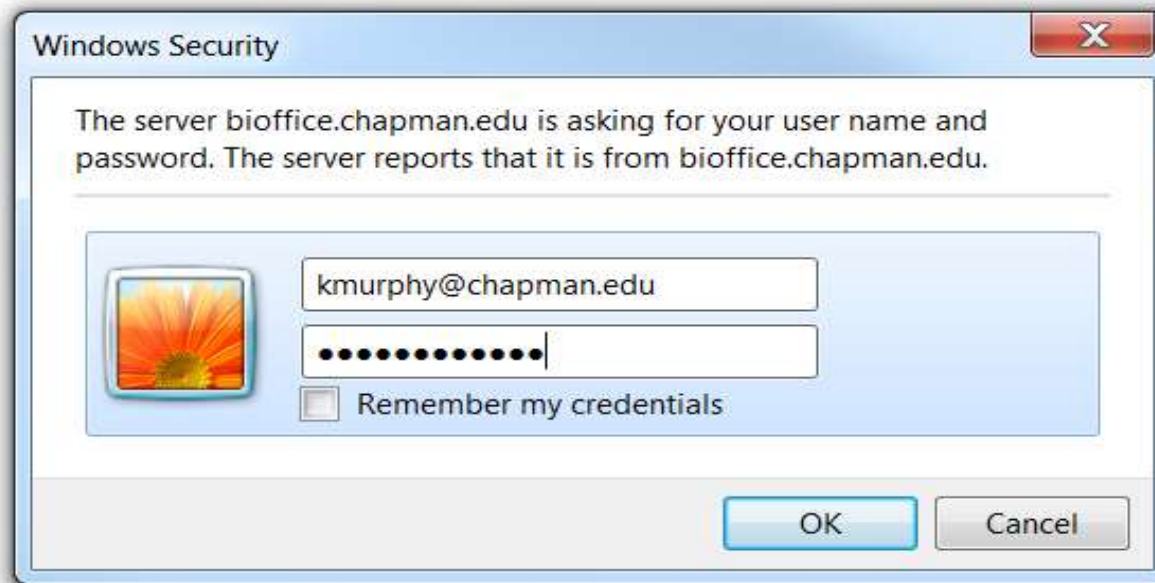 Windows Security
The server bioffice.chapman.edu is asking for your user name and
password. The server reports that it is from bioffice.chapman.edu.
kmurphy@chapman.edu
●●●●●●●●●●●●
Remember my credentials
OK
Cancel